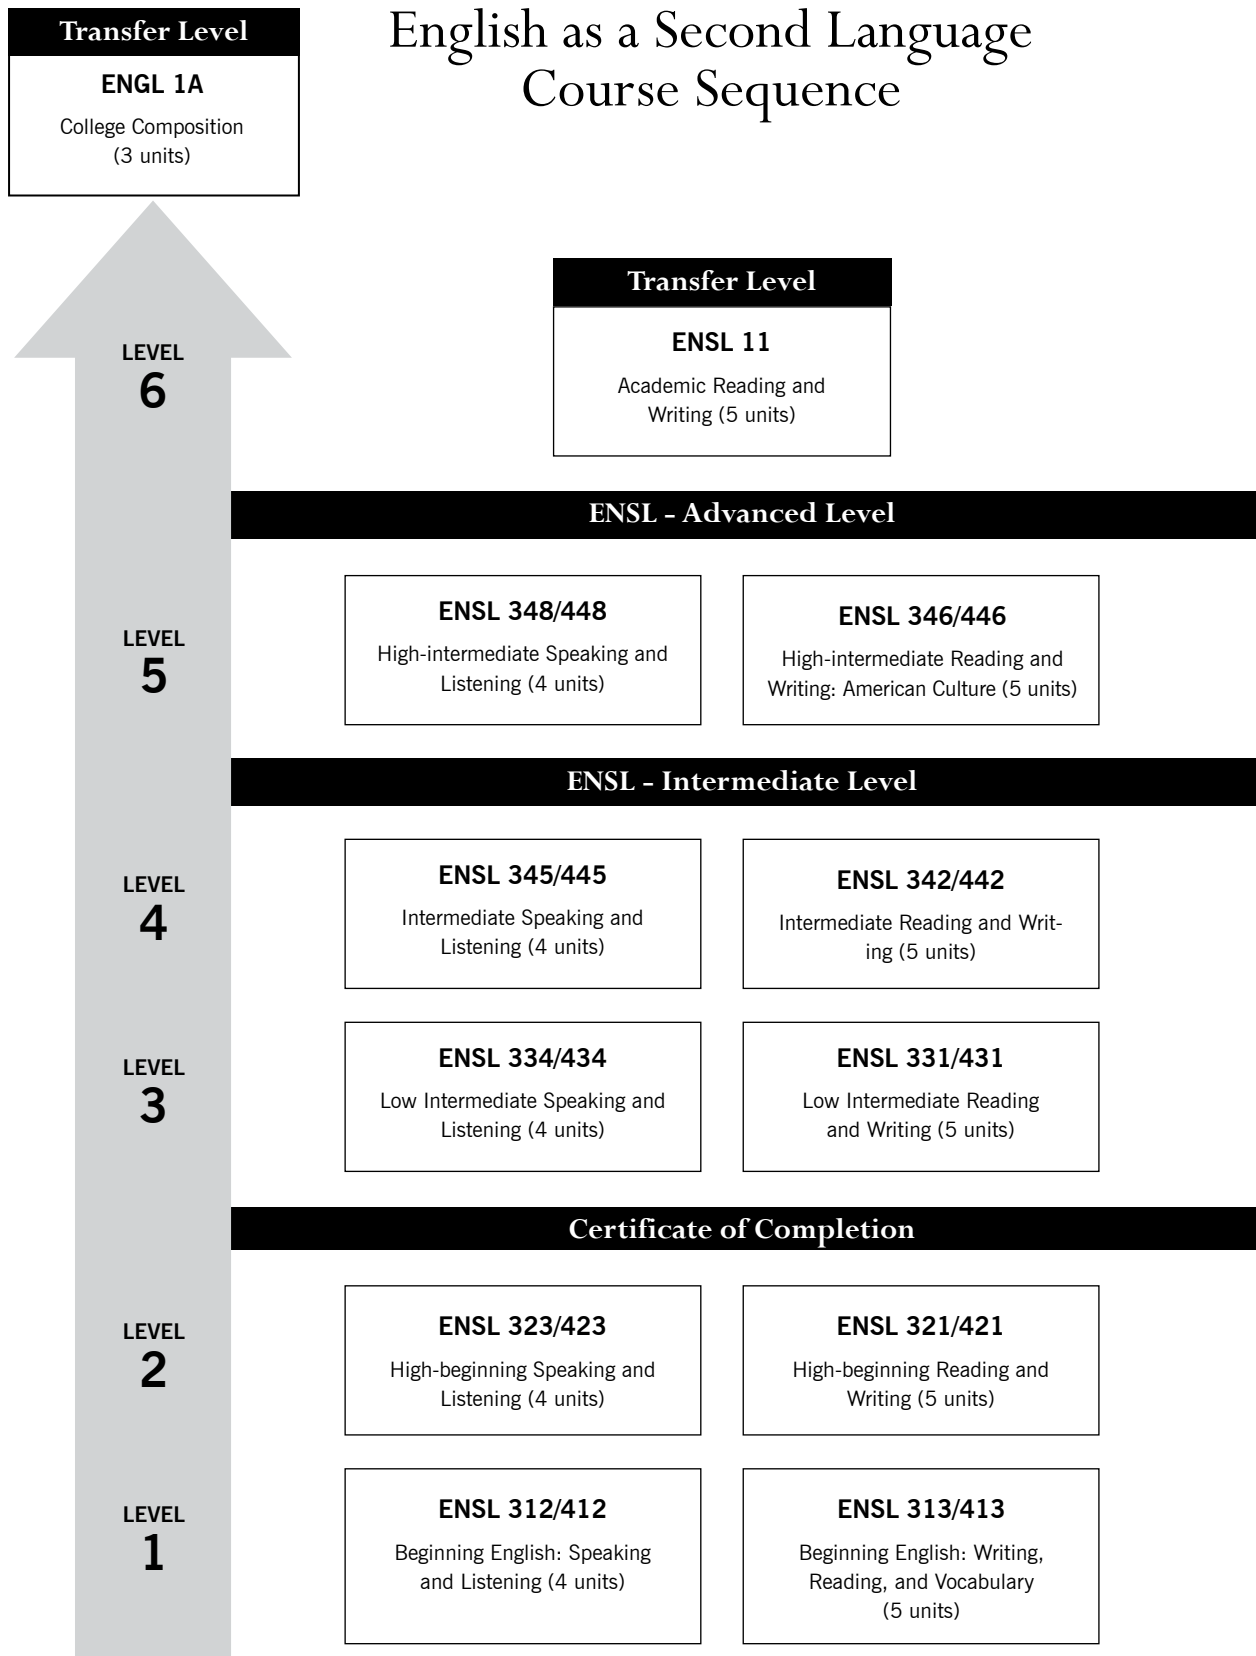 Transfer Level
ENGL 1A
College Composition
(3 units)
English as a Second Language
Course Sequence
Transfer Level
ENSL 11
Academic Reading and
Writing (5 units)
LEVEL
6
ENSL - Advanced Level
LEVEL
5
ENSL 348/448
High-intermediate Speaking and
Listening (4 units)
ENSL 346/446
High-intermediate Reading and
Writing: American Culture (5 units)
ENSL - Intermediate Level
LEVEL
4
ENSL 345/445
Intermediate Speaking and
Listening (4 units)
ENSL 342/442
Intermediate Reading and Writ-
ing (5 units)
LEVEL
3
ENSL 334/434
Low Intermediate Speaking and
Listening (4 units)
ENSL 331/431
Low Intermediate Reading
and Writing (5 units)
Certificate of Completion
LEVEL
2
ENSL 323/423
High-beginning Speaking and
Listening (4 units)
ENSL 321/421
High-beginning Reading and
Writing (5 units)
LEVEL
1
ENSL 312/412
Beginning English: Speaking
and Listening (4 units)
ENSL 313/413
Beginning English: Writing,
Reading, and Vocabulary
(5 units)